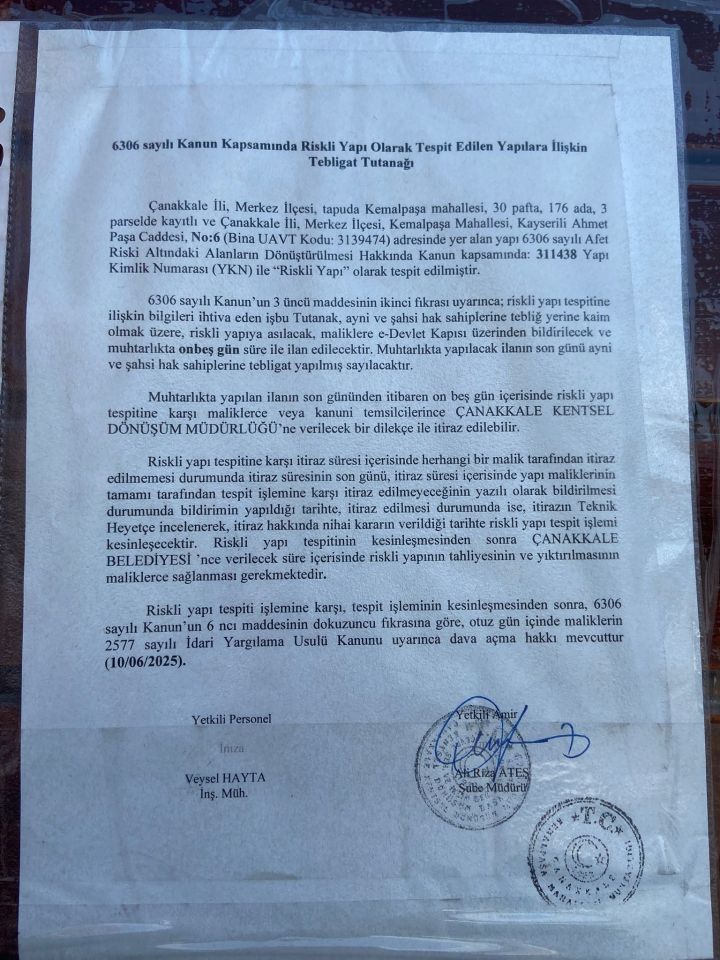 6306 sayılı Kanun Kapsamında Riskli Yapı Olarak Tespit Edilen Yapılara İlişkin
Tebligat Tutanağı
Çanakkale İli, Merkez İlçesi, tapuda Kemalpaşa mahallesi, 30 pafta, 176 ada, 3
parselde kayıtlı ve Çanakkale İli, Merkez İlçesi, Kemalpaşa Mahallesi, Kayserili Ahmet
Paşa Caddesi, No:6 (Bina UAVT Kodu: 3139474) adresinde yer alan yapı 6306 sayılı Afet
Riski Altındaki Alanların Dönüştürülmesi Hakkında Kanun kapsamında: 311438 Yapı
Kimlik Numarası (YKN) ile “Riskli Yapı” olarak tespit edilmiştir.
6306 sayılı Kanun’un 3 üncü maddesinin ikinci fıkrası uyarınca; riskli yapı tespitine
ilişkin bilgileri ihtiva eden işbu Tutanak, ayni ve şahsi hak sahiplerine tebliğ yerine kaim
olmak üzere, riskli yapıya asılacak, maliklere e-Devlet Kapısı üzerinden bildirilecek ve
muhtarlıkta onbeş gün süre ile ilan edilecektir. Muhtarlıkta yapılacak ilanın son günü ayni
ve şahsi hak sahiplerine tebligat yapılmış sayılacaktır.
Muhtarlıkta yapılan ilanın son gününden itibaren on beş gün içerisinde riskli yapı
tespitine karşı maliklerce veya kanuni temsilcilerince ÇANAKKALE KENTSEL
DÖNÜŞÜM MÜDÜRLÜĞÜ’ne verilecek bir dilekçe ile itiraz edilebilir.
Riskli yapı tespitine karşı itiraz süresi içerisinde herhangi bir malik tarafından itiraz
edilmemesi durumunda itiraz süresinin son günü, itiraz süresi içerisinde yapı maliklerinin
tamamı tarafından tespit işlemine karşı itiraz edilmeyeceğinin yazılı olarak bildirilmesi
durumunda bildirimin yapıldığı tarihte, itiraz edilmesi durumunda ise, itirazın Teknik
Heyetçe incelenerek, itiraz hakkında nihai kararın verildiği tarihte riskli yapı tespit işlemi
kesinleşecektir. Riskli yapı tespitinin kesinleşmesinden sonra ÇANAKKALE
BELEDİYESİ ’nce verilecek süre içerisinde riskli yapının tahliyesinin ve yıktırılmasının
maliklerce sağlanması gerekmektedir.
Riskli yapı tespiti işlemine karşı, tespit işleminin kesinleşmesinden sonra, 6306
sayılı Kanun’un 6 ncı maddesinin dokuzuncu fıkrasına göre, otuz gün içinde maliklerin
2577 sayılı İdari Yargılama Usulü Kanunu uyarınca dava açma hakkı mevcuttur
(10/06/2025).
Yetkili Personel
Yetkili Amir
İmza
Veysel HAYTA
İnş. Müh.
Ali Rıza ATEŞ
Şube Müdürü
T.C.
KEMALPAŞA
ÇANAKKALE